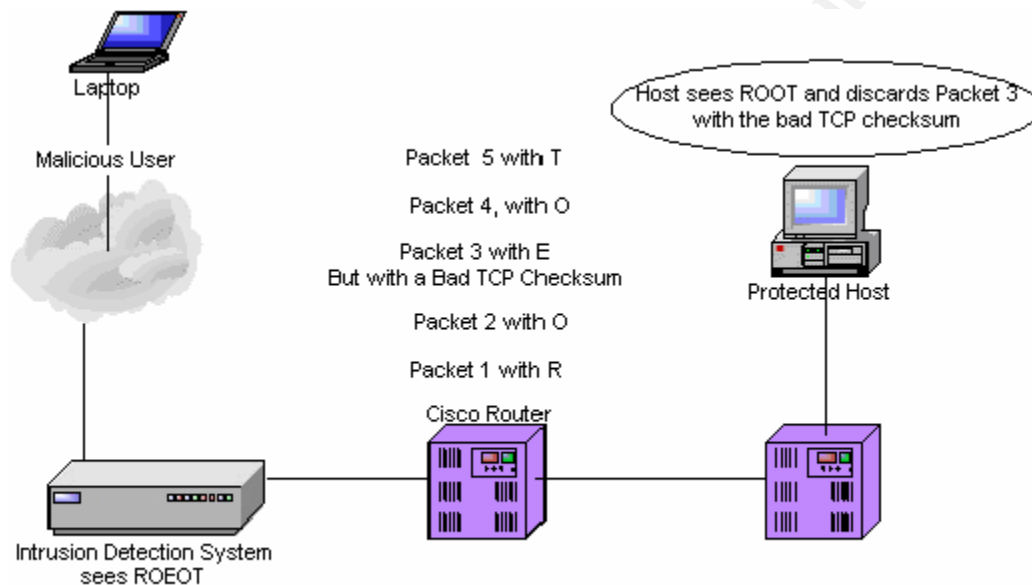 Laptop
Malicious User
Host sees ROOT and discards Packet 3
with the bad TCP checksum
Packet 5 with T
Packet 4, with O
Packet 3 with E
But with a Bad TCP Checksum
Packet 2 with O
Packet 1 with R
Protected Host
Cisco Router
Intrusion Detection System
sees ROEOT